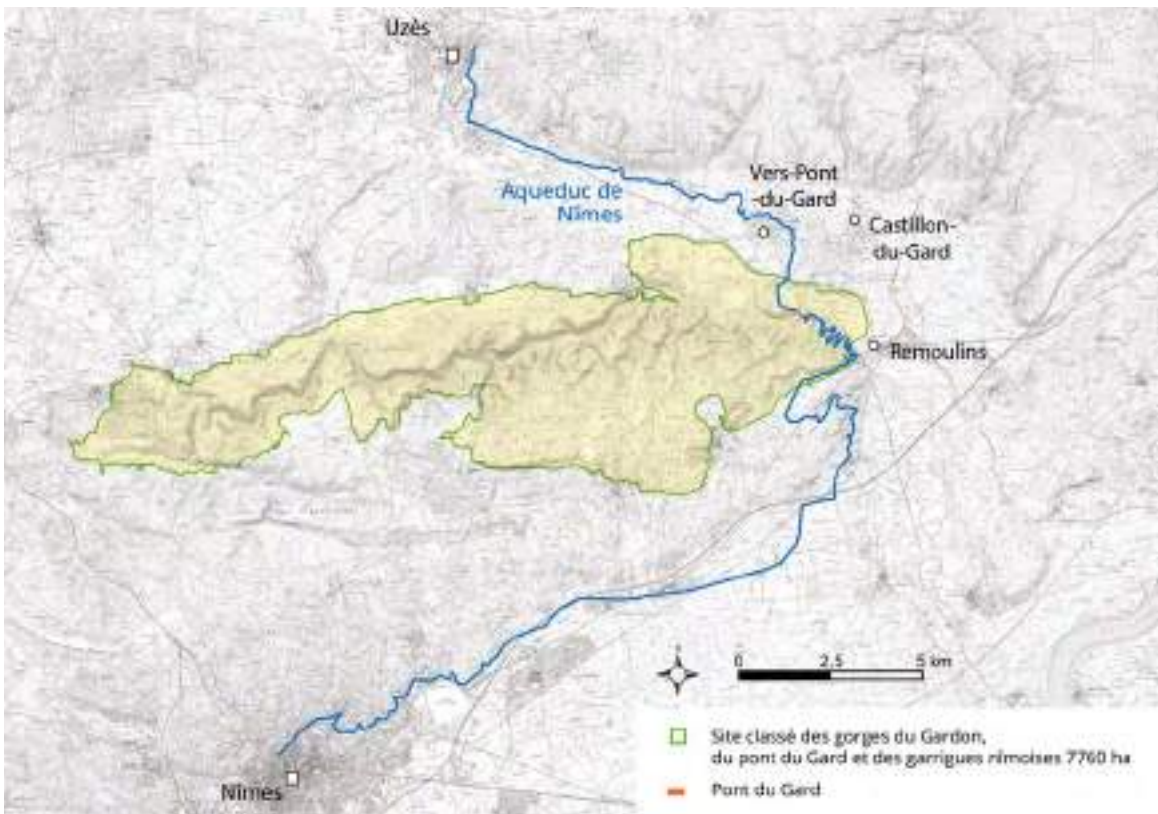 Uzès
Aqueduc de
Nîmes
Vers-Pont
-du-Gard
Castillon-
du-Gard
Remoulins
0 2,5 5 km
Site classé des gorges du Gardon,
du pont du Gard et des garrigues nîmoises 7760 ha
Pont du Gard
Nîmes